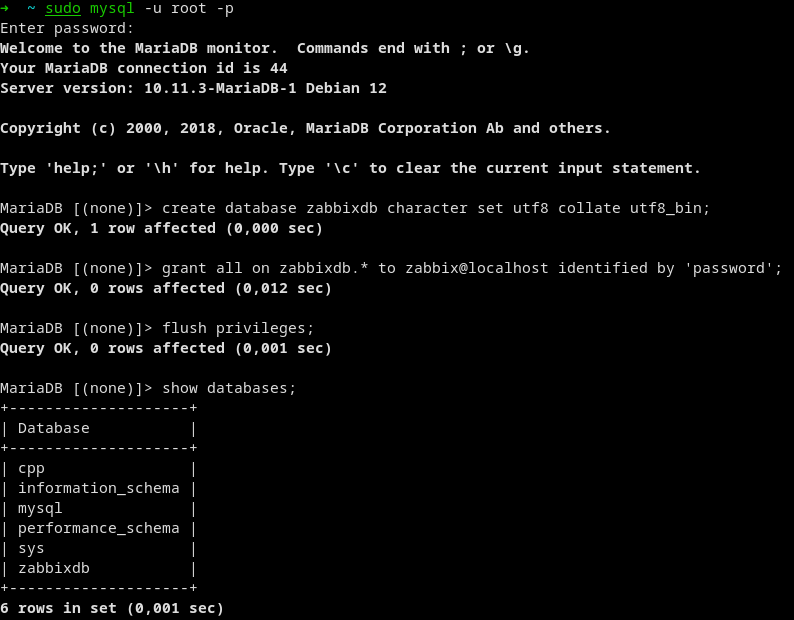 ➜ ~ sudo mysql -u root -p
Enter password:
Welcome to the MariaDB monitor.  Commands end with ; or \g.
Your MariaDB connection id is 44
Server version: 10.11.3-MariaDB-1 Debian 12

Copyright (c) 2000, 2018, Oracle, MariaDB Corporation Ab and others.

Type 'help;' or '\h' for help. Type '\c' to clear the current input statement.

MariaDB [(none)]> create database zabbixdb character set utf8 collate utf8_bin;
Query OK, 1 row affected (0,000 sec)

MariaDB [(none)]> grant all on zabbixdb.* to zabbix@localhost identified by 'password';
Query OK, 0 rows affected (0,012 sec)

MariaDB [(none)]> flush privileges;
Query OK, 0 rows affected (0,001 sec)

MariaDB [(none)]> show databases;
+--------------------+
| Database           |
+--------------------+
| cpp                |
| information_schema |
| mysql              |
| performance_schema |
| sys                |
| zabbixdb           |
+--------------------+
6 rows in set (0,001 sec)